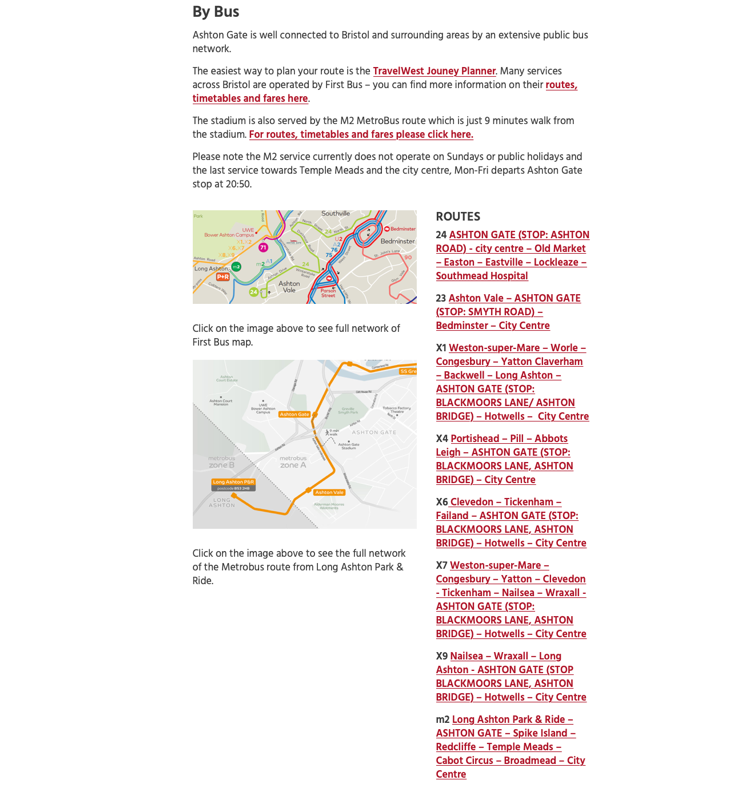 By Bus
Ashton Gate is well connected to Bristol and surrounding areas by an extensive public bus
network.
The easiest way to plan your route is the TravelWest Jouney Planner. Many services
across Bristol are operated by First Bus – you can find more information on their routes,
timetables and fares here.
The stadium is also served by the M2 MetroBus route which is just 9 minutes walk from
the stadium. For routes, timetables and fares please click here.
Please note the M2 service currently does not operate on Sundays or public holidays and
the last service towards Temple Meads and the city centre, Mon-Fri departs Ashton Gate
stop at 20:50.
Park
Southville
UWE
Bower Ashton Campus
Bedminster
Bedminster
Long Ashton
P+R
Ashton
Vale
Parson
Street
24
24
75
76
90
m2
Click on the image above to see full network of
First Bus map.
Ashton Court
Mansion
UWE
Bower Ashton
Campus
Ashton Gate
Tobacco Factory
Theatre
ASHTON GATE
Ashton Gate
Stadium
metrobus
zone B
metrobus
zone A
Long Ashton P&R
Ashton Vale
LONG
ASHTON
Click on the image above to see the full network
of the Metrobus route from Long Ashton Park &
Ride.
ROUTES
24 ASHTON GATE (STOP: ASHTON
ROAD) - city centre – Old Market
– Easton – Eastville – Lockleaze –
Southmead Hospital
23 Ashton Vale – ASHTON GATE
(STOP: SMYTH ROAD) –
Bedminster – City Centre
X1 Weston-super-Mare – Worle –
Congesbury – Yatton Claverham
– Backwell – Long Ashton –
ASHTON GATE (STOP:
BLACKMOORS LANE/ ASHTON
BRIDGE) – Hotwells –  City Centre
X4 Portishead – Pill – Abbots
Leigh – ASHTON GATE (STOP:
BLACKMOORS LANE, ASHTON
BRIDGE) – City Centre
X6 Clevedon – Tickenham –
Failand – ASHTON GATE (STOP:
BLACKMOORS LANE, ASHTON
BRIDGE) – Hotwells – City Centre
X7 Weston-super-Mare –
Congesbury – Yatton – Clevedon
- Tickenham – Nailsea – Wraxall -
ASHTON GATE (STOP:
BLACKMOORS LANE, ASHTON
BRIDGE) – Hotwells – City Centre
X9 Nailsea – Wraxall – Long
Ashton - ASHTON GATE (STOP
BLACKMOORS LANE, ASHTON
BRIDGE) – Hotwells – City Centre
m2 Long Ashton Park & Ride –
ASHTON GATE – Spike Island –
Redcliffe – Temple Meads –
Cabot Circus – Broadmead – City
Centre